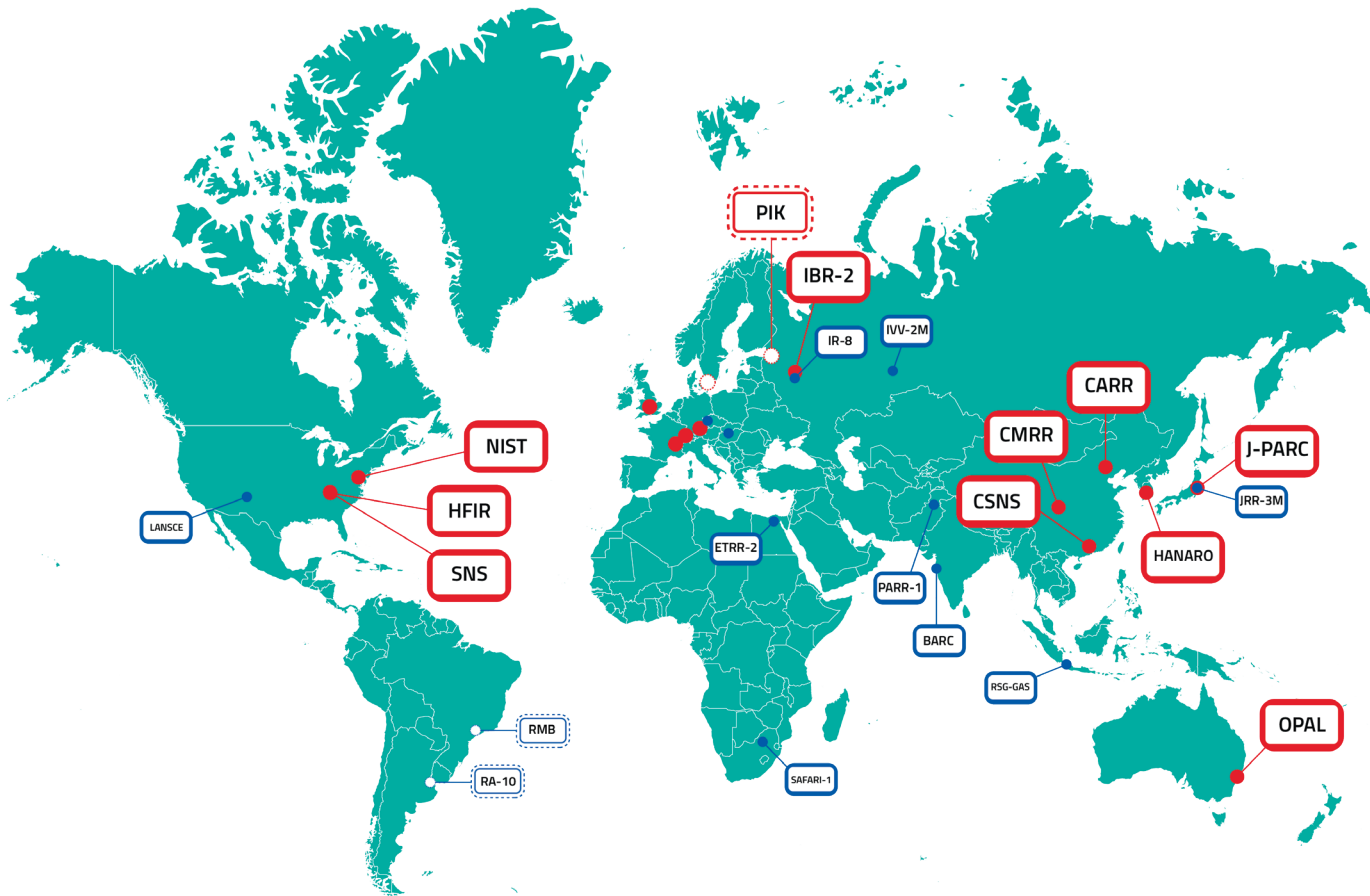 PIK
IBR-2
IR-8
IVV-2M
CARR
CMRR
J-PARC
NIST
CSNS
JRR-3M
HFIR
LANSCE
ETRR-2
HANARO
SNS
PARR-1
BARC
RSG-GAS
OPAL
RMB
RA-10
SAFARI-1